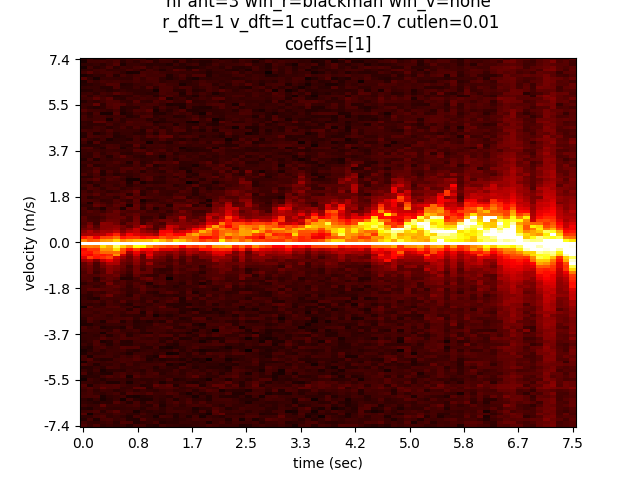 r_dft=1 v_dft=1 cutfac=0.7 cutlen=0.01
coeffs=[1]
7.4
5.5
3.7
1.8
0.0
-1.8
-3.7
-5.5
-7.4
velocity (m/s)
0.0 0.8 1.7 2.5 3.3 4.2 5.0 5.8 6.7 7.5
time (sec)